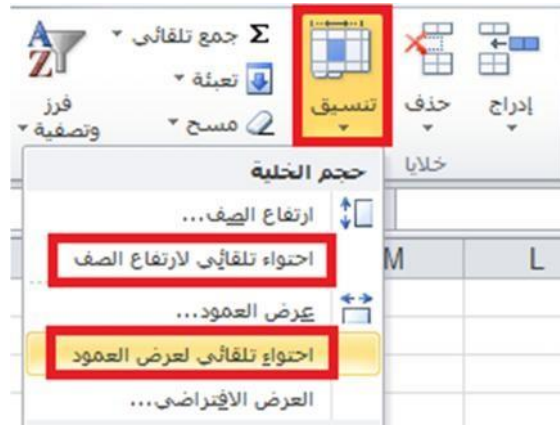 إدراج
حذف
تنسيق
Σ جمع تلقائي
تعبئة
مسح
فرز
وتصفية
خلايا
حجم الخلية
ارتفاع الصف...
احتواء تلقائي لارتفاع الصف
عرض العمود...
احتواء تلقائي لعرض العمود
العرض الافتراضي...
M L